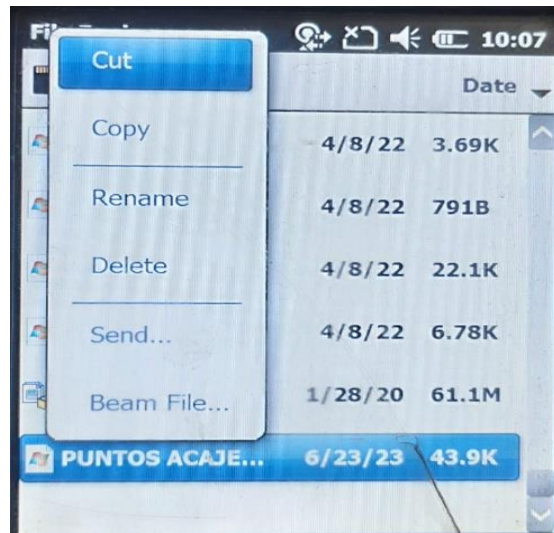 10:07
Cut
Date
Copy
4/8/22 3.69K
Rename
4/8/22 791B
Delete
4/8/22 22.1K
Send...
4/8/22 6.78K
Beam File...
1/28/20 61.1M
PUNTOS ACAJE... 6/23/23 43.9K